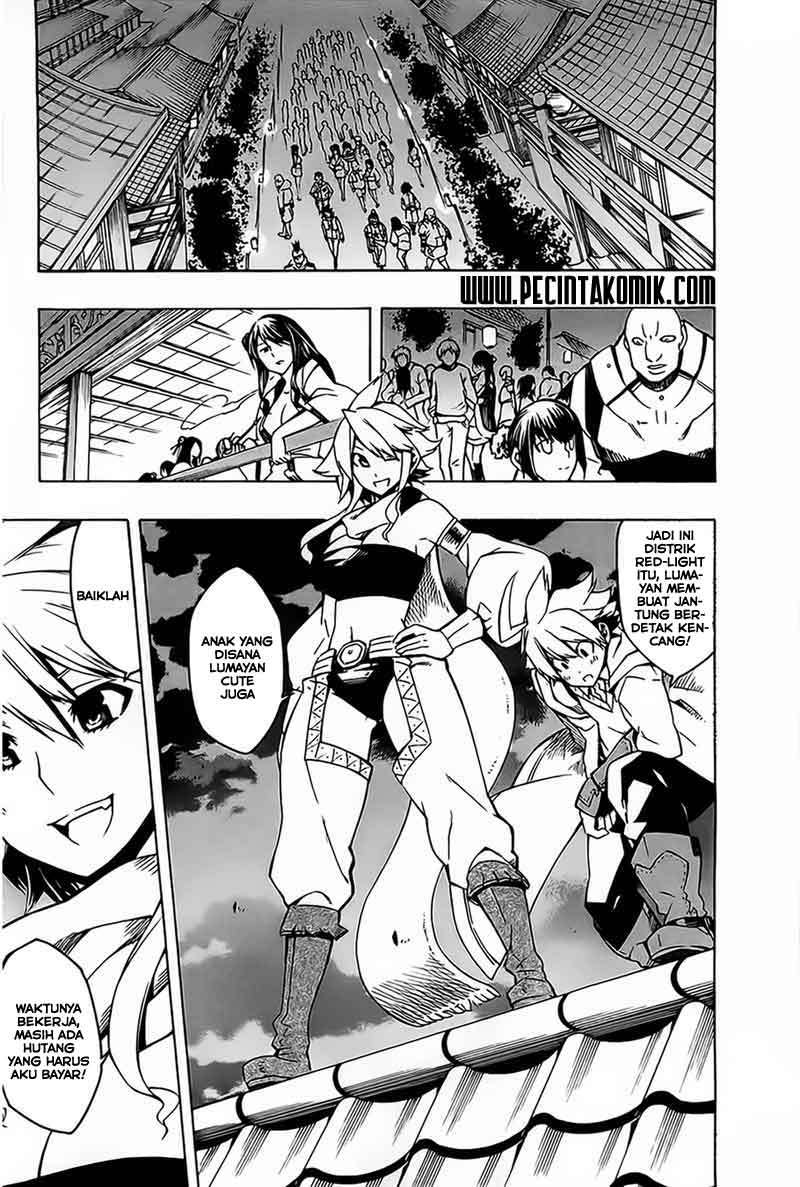 WWW.PECINTAKOMIK.COM
JADI INI
DISTRIK
RED-LIGHT
ITU, LUMA-
YAN MEM-
BUAT JAN-
TUNG BER-
DETAK KEN-
CANG!
ANAK YANG
DISANA
LUMAYAN
CUTE
JUGA
BAIKLAH
WAKTUNYA
BEKERJA,
MASIH ADA
HUTANG
YANG HARUS
AKU BAYAR!